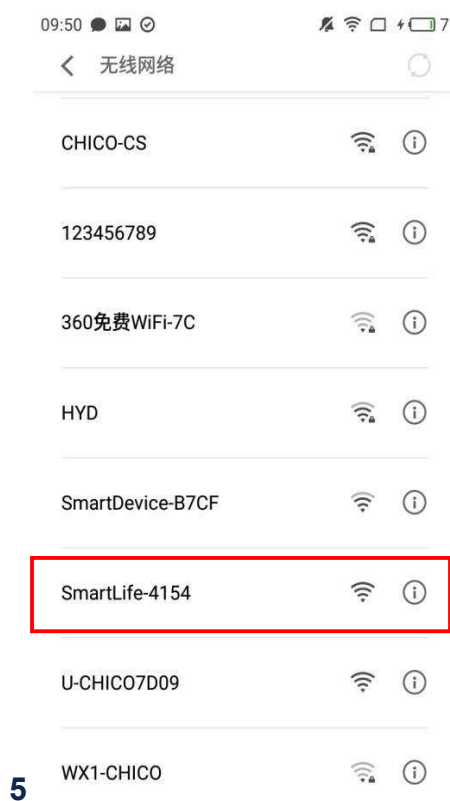 09:50 7
无线网络
CHICO-CS
123456789
360免费WiFi-7C
HYD
SmartDevice-B7CF
SmartLife-4154
U-CHICO7D09
WX1-CHICO
5